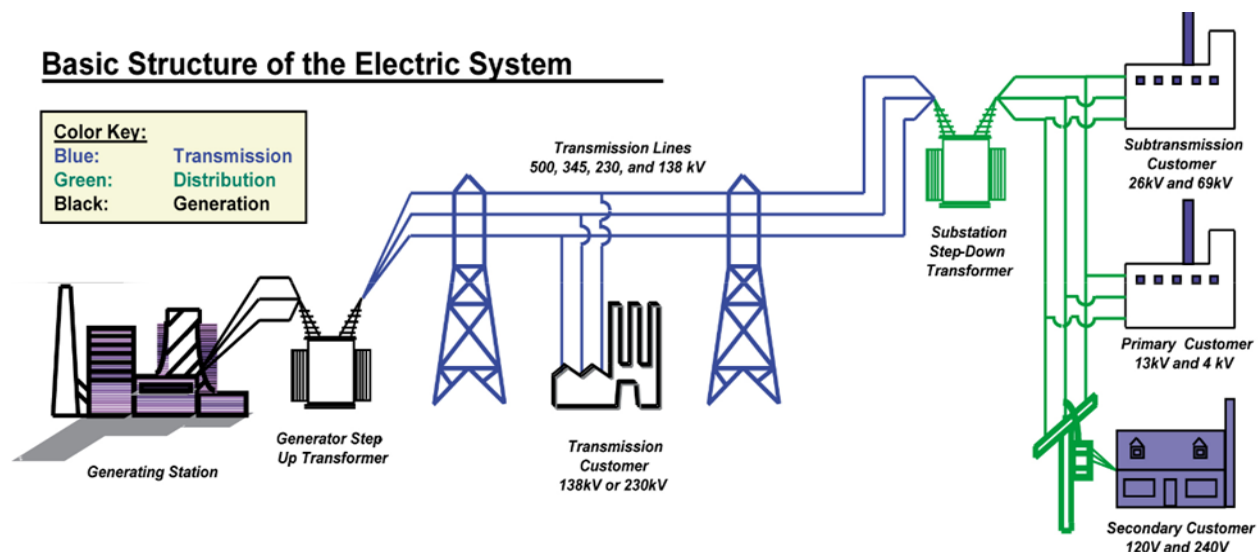 Basic Structure of the Electric System
Color Key:
Blue: Transmission
Green: Distribution
Black: Generation
Transmission Lines
500, 345, 230, and 138 kV
Generating Station
Generator Step
Up Transformer
Transmission
Customer
138kV or 230kV
Substation
Step-Down
Transformer
Subtransmission
Customer
26kV and 69kV
Primary Customer
13kV and 4 kV
Secondary Customer
120V and 240V